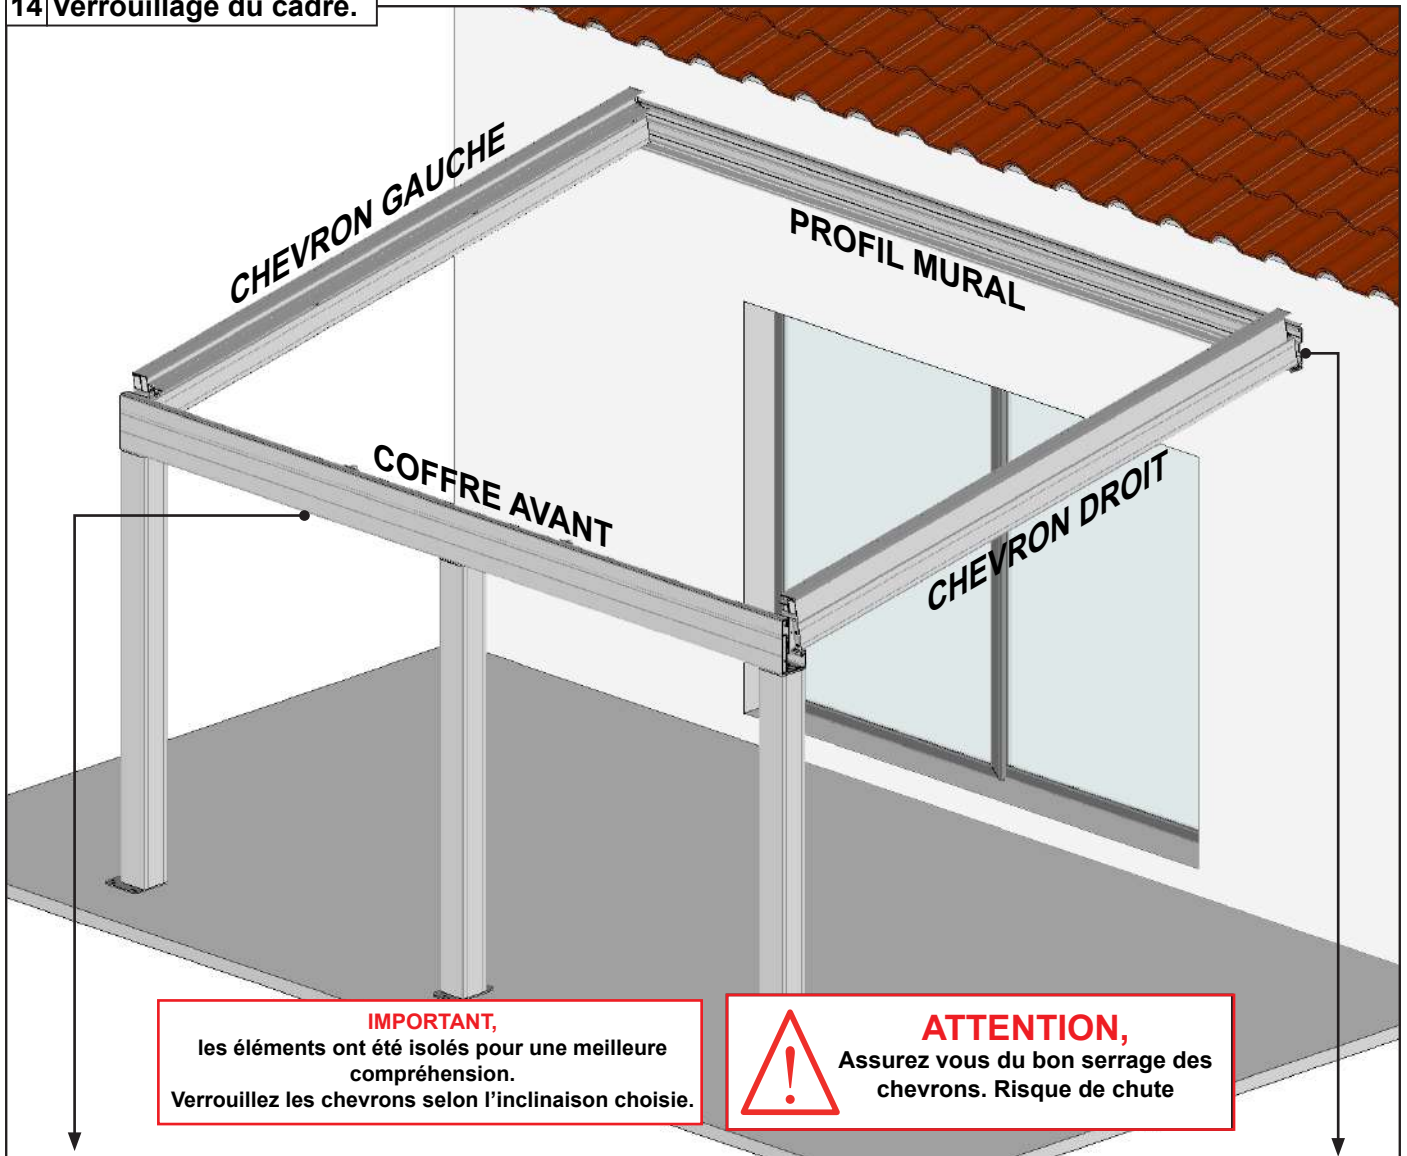 14 Verrouillage du cadre.
CHEVRON GAUCHE
PROFIL MURAL
COFFRE AVANT
CHEVRON DROIT
IMPORTANT,
les éléments ont été isolés pour une meilleure
compréhension.
Verrouillez les chevrons selon l’inclinaison choisie.
ATTENTION,
Assurez vous du bon serrage des
chevrons. Risque de chute